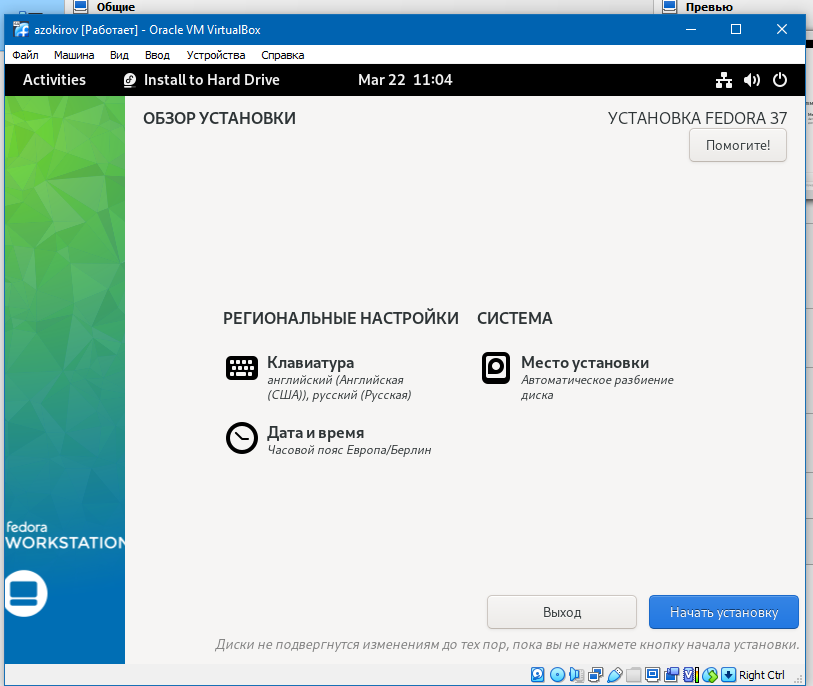 Общие
Превью
azokirov [Работает] - Oracle VM VirtualBox
Файл Машина Вид Ввод Устройства Справка
Activities Install to Hard Drive Mar 22 11:04
ОБЗОР УСТАНОВКИ
УСТАНОВКА FEDORA 37
Помогите!
РЕГИОНАЛЬНЫЕ НАСТРОЙКИ
Клавиатура
английский (Английская
(США)), русский (Русская)
Дата и время
Часовой пояс Европа/Берлин
СИСТЕМА
Место установки
Автоматическое разбиение
диска
fedora
WORKSTATION
Выход
Начать установку
Диски не подвергнутся изменениям до тех пор, пока вы не нажмете кнопку начала установки.
Right Ctrl